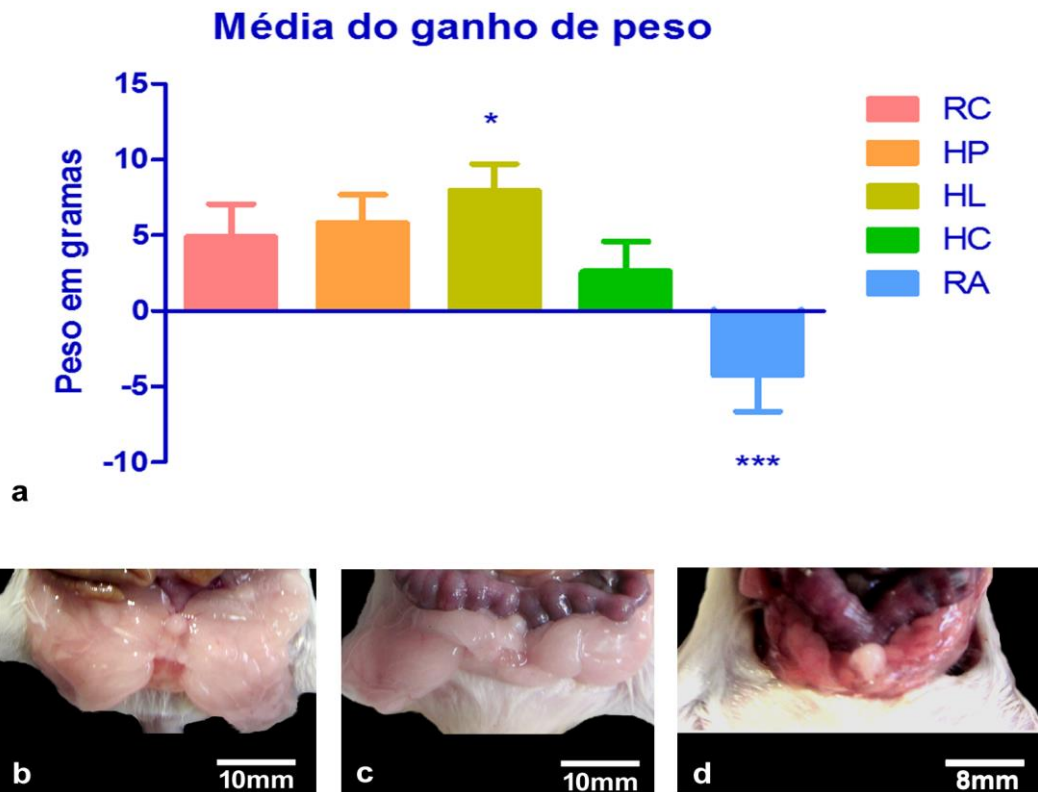 Média do ganho de peso
Peso em gramas
15
10
5
0
-5
-10
*
***
RC
HP
HL
HC
RA
a
b
10mm
c
10mm
d
8mm